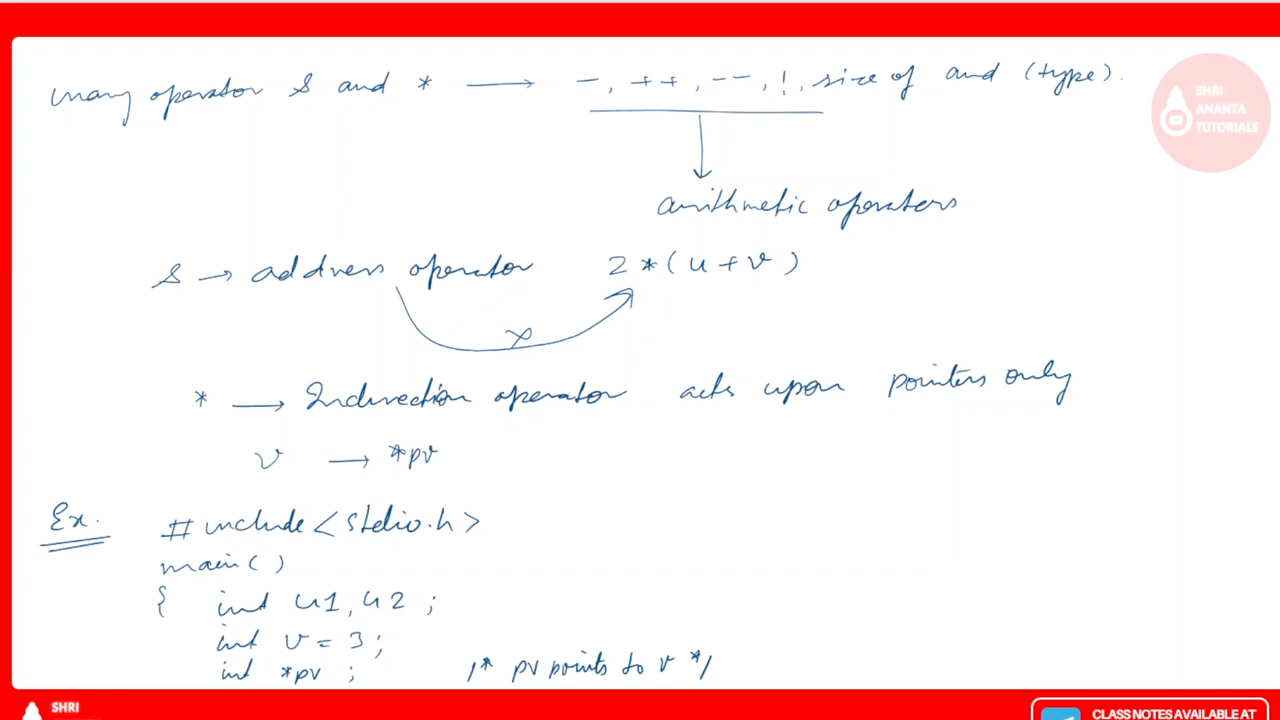 unary operator & and * → -, ++, --, !, size of and (type).
arithmetic operators
& → address operator 2 * (u + v)
x
* → Indirection operator acts upon pointers only
v → *pv
Ex. #include <stdio.h>
main()
{ int u1, u2 ;
int v = 3 ;
int *pv ; /* pv points to v */
SHRI
ANANTA
TUTORIALS
SHRI
CLASS NOTES AVAILABLE AT